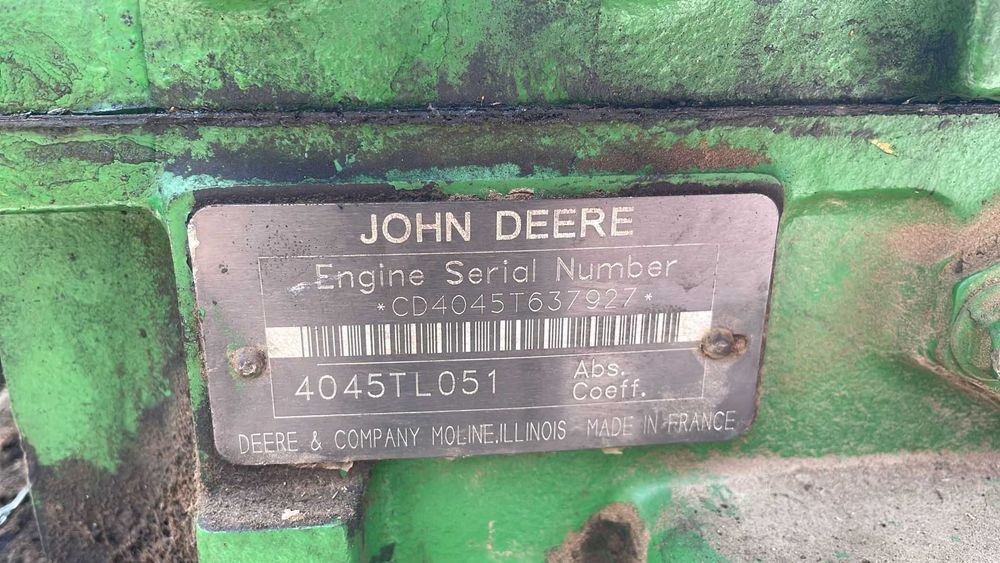 JOHN DEERE
Engine Serial Number
*CD4045T637927*
4045TL051
Abs.
Coeff.
DEERE & COMPANY MOLINE,ILLINOIS MADE IN FRANCE